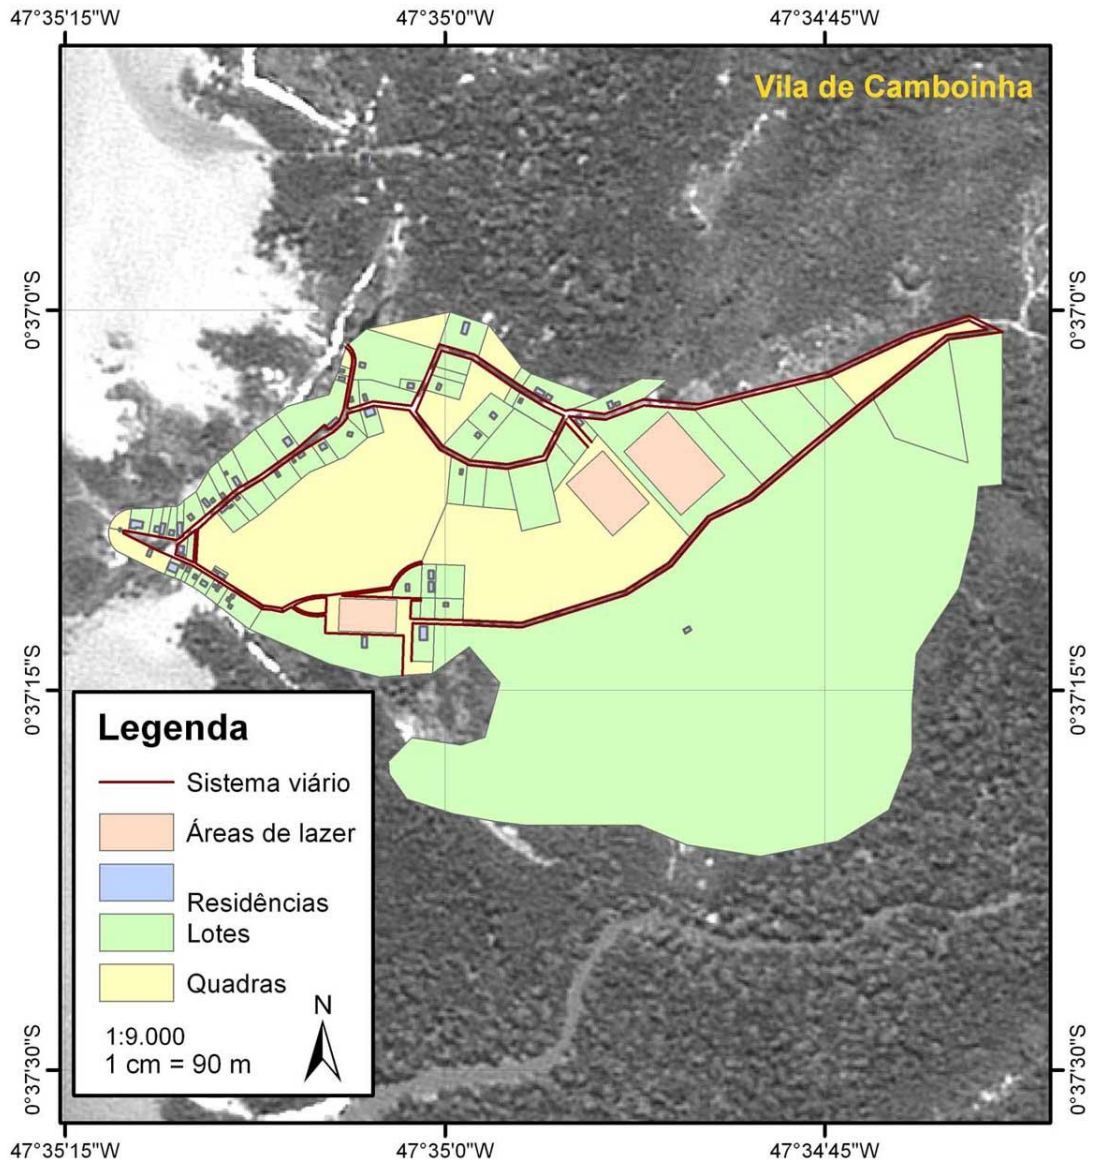 47°35'15"W 47°35'0"W 47°34'45"W
Vila de Camboinha
0°37'0"S 0°37'0"S
0°37'15"S 0°37'15"S
Legenda
Sistema viário
Áreas de lazer
Residências
Lotes
Quadras
N
1:9.000
1 cm = 90 m
0°37'30"S 0°37'30"S
47°35'15"W 47°35'0"W 47°34'45"W